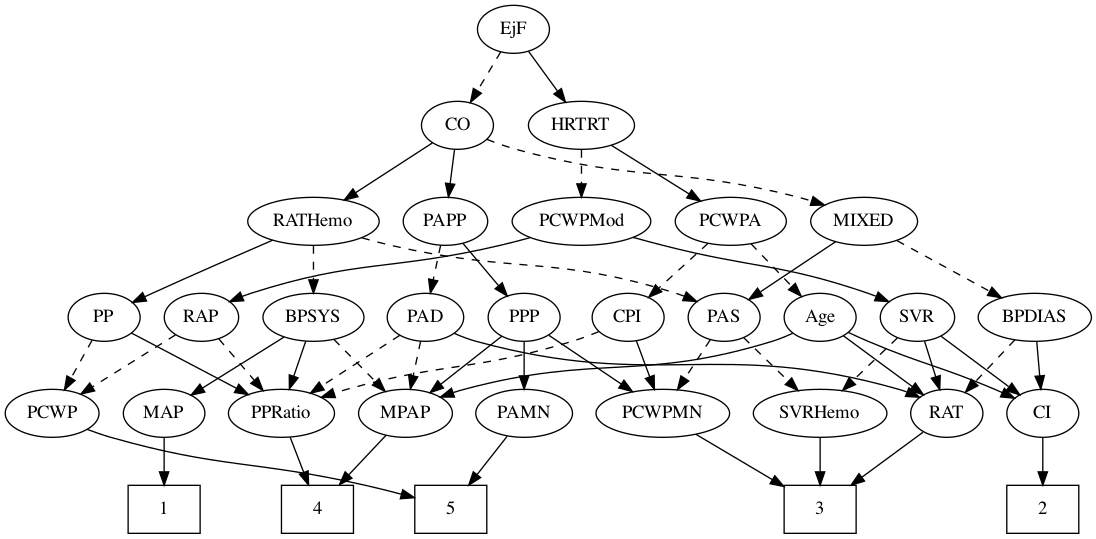 EjF
CO
HRTRT
RATHemo
PAPP
PCWPMod
PCWPA
MIXED
PP
RAP
BPSYS
PAD
PPP
CPI
PAS
Age
SVR
BPDIAS
PCWP
MAP
PPRatio
MPAP
PAMN
PCWPMN
SVRHemo
RAT
CI
1
4
5
3
2